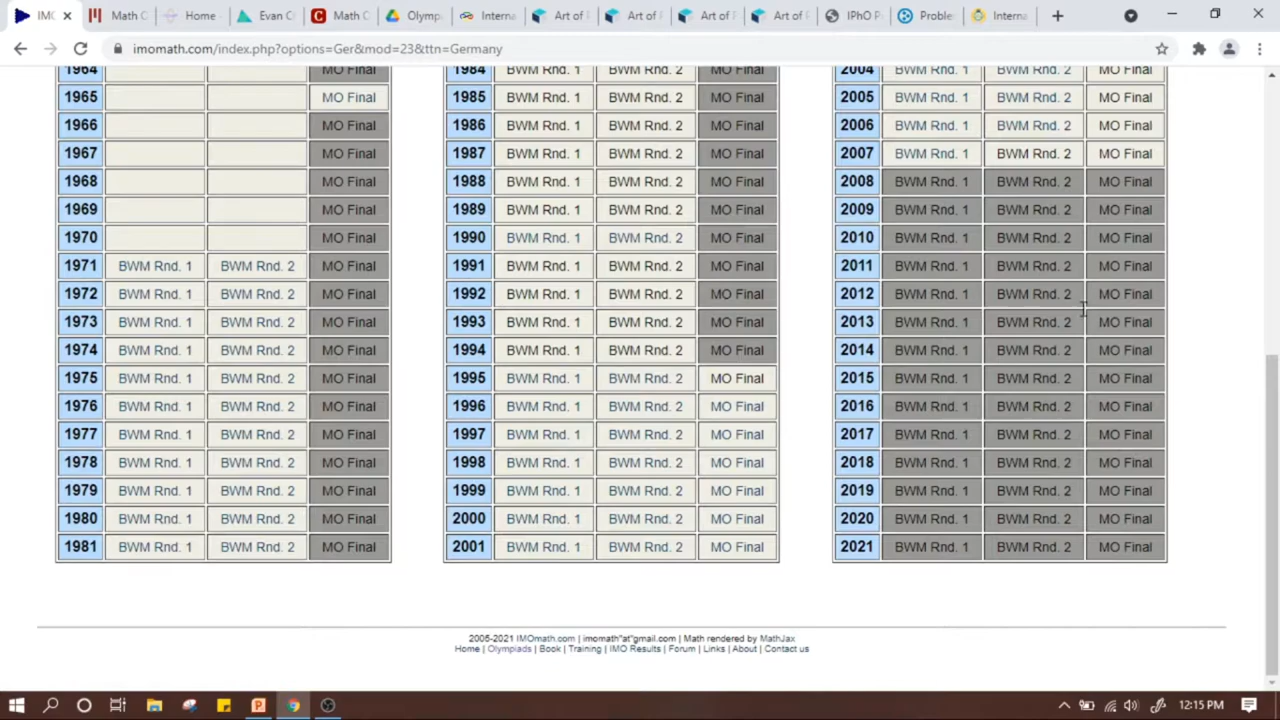 IMC
Math C
Home -
Evan C
Math C
Olymp
Interna
Art of P
Art of P
Art of P
Art of P
IPhO P
Proble
Interna
imomath.com/index.php?options=Ger&mod=23&ttn=Germany
1964 MO Final 1984 BWM Rnd. 1 BWM Rnd. 2 MO Final 2004 BWM Rnd. 1 BWM Rnd. 2 MO Final
1965 MO Final 1985 BWM Rnd. 1 BWM Rnd. 2 MO Final 2005 BWM Rnd. 1 BWM Rnd. 2 MO Final
1966 MO Final 1986 BWM Rnd. 1 BWM Rnd. 2 MO Final 2006 BWM Rnd. 1 BWM Rnd. 2 MO Final
1967 MO Final 1987 BWM Rnd. 1 BWM Rnd. 2 MO Final 2007 BWM Rnd. 1 BWM Rnd. 2 MO Final
1968 MO Final 1988 BWM Rnd. 1 BWM Rnd. 2 MO Final 2008 BWM Rnd. 1 BWM Rnd. 2 MO Final
1969 MO Final 1989 BWM Rnd. 1 BWM Rnd. 2 MO Final 2009 BWM Rnd. 1 BWM Rnd. 2 MO Final
1970 MO Final 1990 BWM Rnd. 1 BWM Rnd. 2 MO Final 2010 BWM Rnd. 1 BWM Rnd. 2 MO Final
1971 BWM Rnd. 1 BWM Rnd. 2 MO Final 1991 BWM Rnd. 1 BWM Rnd. 2 MO Final 2011 BWM Rnd. 1 BWM Rnd. 2 MO Final
1972 BWM Rnd. 1 BWM Rnd. 2 MO Final 1992 BWM Rnd. 1 BWM Rnd. 2 MO Final 2012 BWM Rnd. 1 BWM Rnd. 2 MO Final
1973 BWM Rnd. 1 BWM Rnd. 2 MO Final 1993 BWM Rnd. 1 BWM Rnd. 2 MO Final 2013 BWM Rnd. 1 BWM Rnd. 2 MO Final
1974 BWM Rnd. 1 BWM Rnd. 2 MO Final 1994 BWM Rnd. 1 BWM Rnd. 2 MO Final 2014 BWM Rnd. 1 BWM Rnd. 2 MO Final
1975 BWM Rnd. 1 BWM Rnd. 2 MO Final 1995 BWM Rnd. 1 BWM Rnd. 2 MO Final 2015 BWM Rnd. 1 BWM Rnd. 2 MO Final
1976 BWM Rnd. 1 BWM Rnd. 2 MO Final 1996 BWM Rnd. 1 BWM Rnd. 2 MO Final 2016 BWM Rnd. 1 BWM Rnd. 2 MO Final
1977 BWM Rnd. 1 BWM Rnd. 2 MO Final 1997 BWM Rnd. 1 BWM Rnd. 2 MO Final 2017 BWM Rnd. 1 BWM Rnd. 2 MO Final
1978 BWM Rnd. 1 BWM Rnd. 2 MO Final 1998 BWM Rnd. 1 BWM Rnd. 2 MO Final 2018 BWM Rnd. 1 BWM Rnd. 2 MO Final
1979 BWM Rnd. 1 BWM Rnd. 2 MO Final 1999 BWM Rnd. 1 BWM Rnd. 2 MO Final 2019 BWM Rnd. 1 BWM Rnd. 2 MO Final
1980 BWM Rnd. 1 BWM Rnd. 2 MO Final 2000 BWM Rnd. 1 BWM Rnd. 2 MO Final 2020 BWM Rnd. 1 BWM Rnd. 2 MO Final
1981 BWM Rnd. 1 BWM Rnd. 2 MO Final 2001 BWM Rnd. 1 BWM Rnd. 2 MO Final 2021 BWM Rnd. 1 BWM Rnd. 2 MO Final
2005-2021 IMOmath.com | imomath"at"gmail.com | Math rendered by MathJax
Home | Olympiads | Book | Training | IMO Results | Forum | Links | About | Contact us
12:15 PM